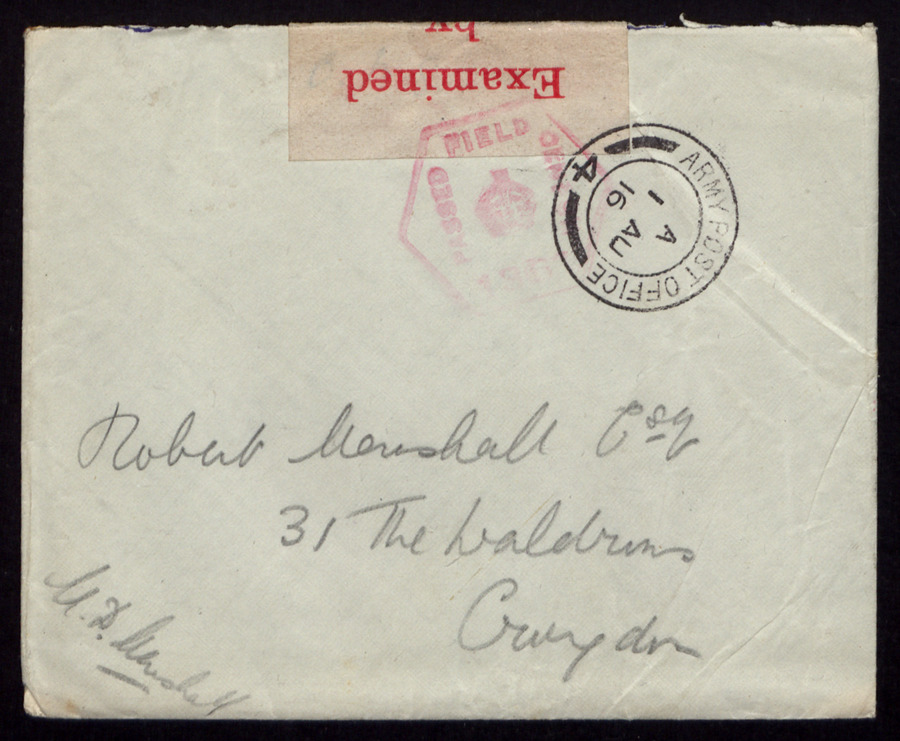 Examined
by
PASSED FIELD
ARMY POST OFFICE
4
1 A
AU
16
Robert Marshall Esq
31 The Waldrons
Croydon
M.D. Marshall